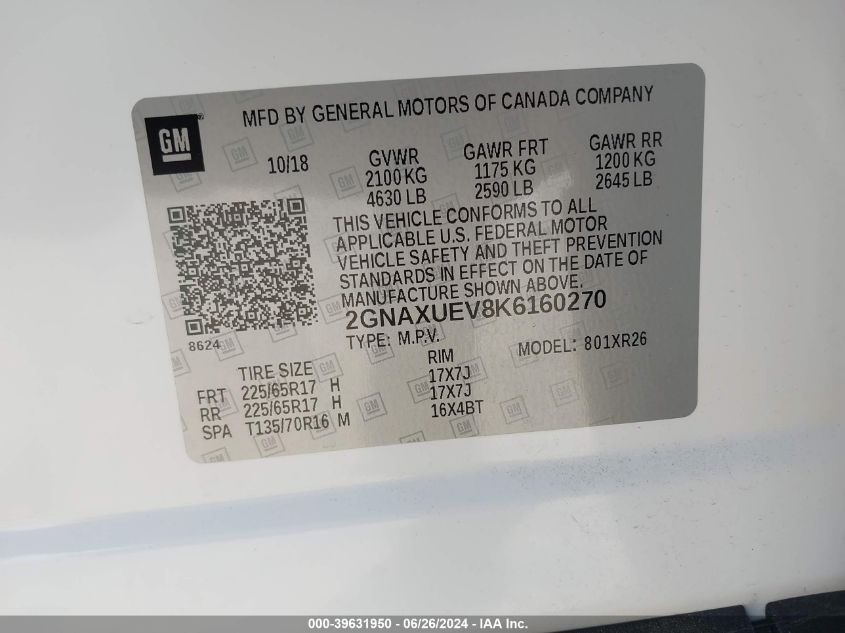 MFD BY GENERAL MOTORS OF CANADA COMPANY
GM
10/18
GVWR
2100 KG
4630 LB
GAWR FRT
1175 KG
2590 LB
GAWR RR
1200 KG
2645 LB
THIS VEHICLE CONFORMS TO ALL
APPLICABLE U.S. FEDERAL MOTOR
VEHICLE SAFETY AND THEFT PREVENTION
STANDARDS IN EFFECT ON THE DATE OF
MANUFACTURE SHOWN ABOVE.
2GNAXUEV8K6160270
8624
TYPE: M.P.V.
MODEL: 801XR26
TIRE SIZE RIM
FRT 225/65R17 H 17X7J
RR 225/65R17 H 17X7J
SPA T135/70R16 M 16X4BT
000-39631950 - 06/26/2024 - IAA Inc.